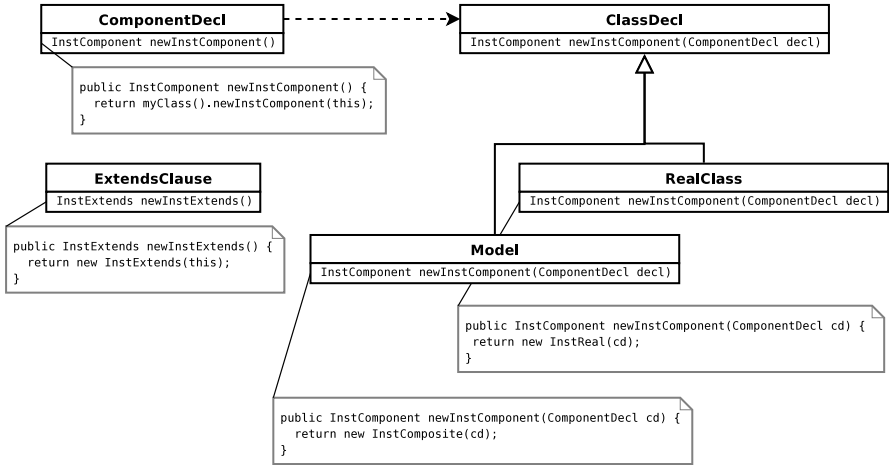 ComponentDecl
InstComponent newInstComponent()
ClassDecl
InstComponent newInstComponent(ComponentDecl decl)
public InstComponent newInstComponent() {
return myClass().newInstComponent(this);
}
ExtendsClause
InstExtends newInstExtends()
RealClass
InstComponent newInstComponent(ComponentDecl decl)
public InstExtends newInstExtends() {
return new InstExtends(this);
}
Model
InstComponent newInstComponent(ComponentDecl decl)
public InstComponent newInstComponent(ComponentDecl cd) {
return new InstReal(cd);
}
public InstComponent newInstComponent(ComponentDecl cd) {
return new InstComposite(cd);
}